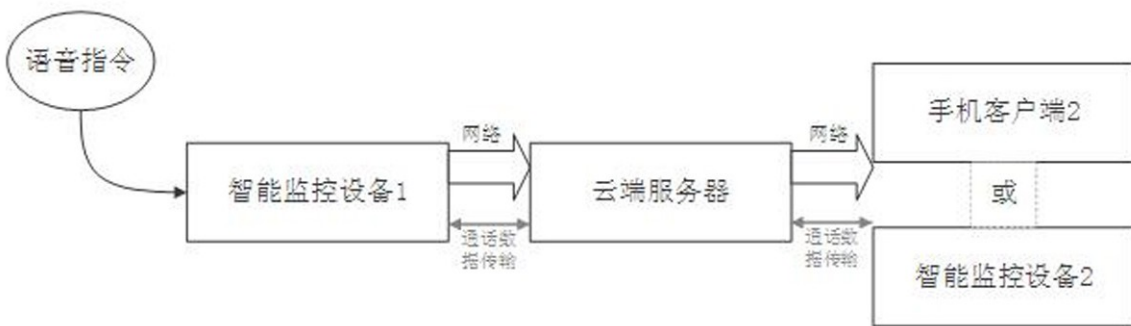 语音指令
手机客户端2
网络
网络
智能监控设备1
云端服务器
或
通话数
据传输
通话数
据传输
智能监控设备2